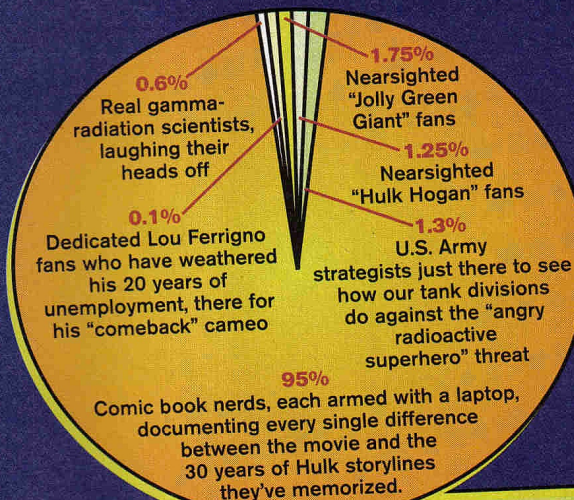 0.6%
Real gamma-
radiation scientists,
laughing their
heads off
1.75%
Nearsighted
"Jolly Green
Giant" fans
1.25%
Nearsighted
"Hulk Hogan" fans
0.1%
Dedicated Lou Ferrigno
fans who have weathered
his 20 years of
unemployment, there for
his "comeback" cameo
1.3%
U.S. Army
strategists just there to see
how our tank divisions
do against the "angry
radioactive
superhero" threat
95%
Comic book nerds, each armed with a laptop,
documenting every single difference
between the movie and the
30 years of Hulk storylines
they've memorized.